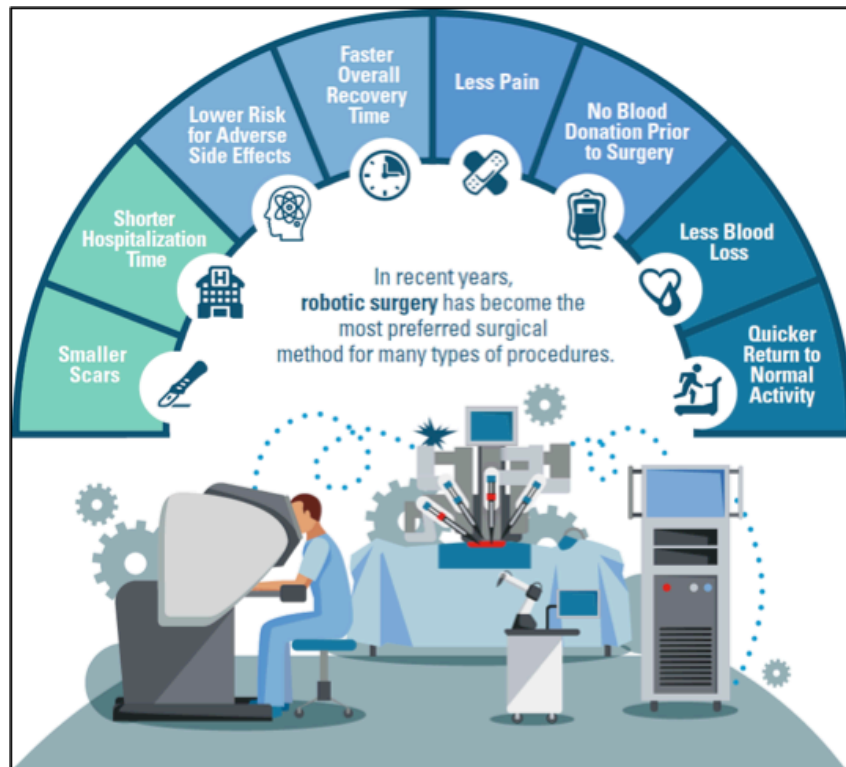 Smaller
Scars
Shorter
Hospitalization
Time
Lower Risk
for Adverse
Side Effects
Faster
Overall
Recovery
Time
Less Pain
No Blood
Donation Prior
to Surgery
Less Blood
Loss
Quicker
Return to
Normal
Activity
H
In recent years,
robotic surgery has become the
most preferred surgical
method for many types of procedures.